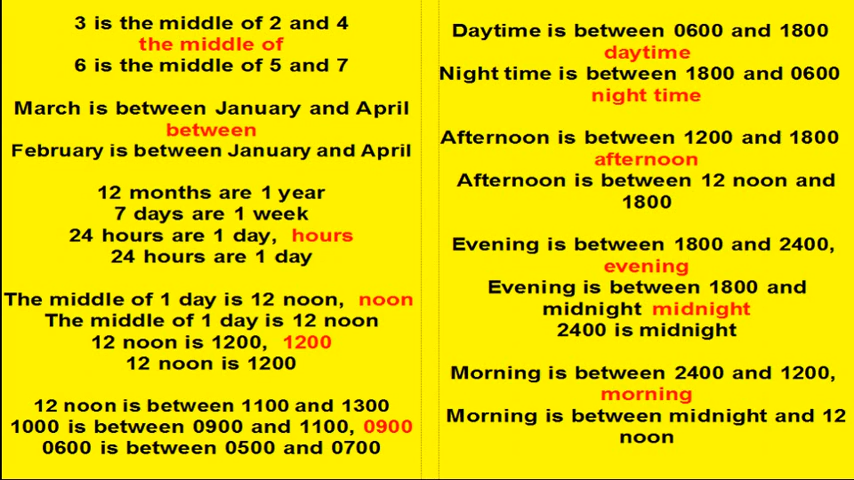 3 is the middle of 2 and 4
the middle of
6 is the middle of 5 and 7
March is between January and April
between
February is between January and April
12 months are 1 year
7 days are 1 week
24 hours are 1 day, hours
24 hours are 1 day
The middle of 1 day is 12 noon, noon
The middle of 1 day is 12 noon
12 noon is 1200, 1200
12 noon is 1200
12 noon is between 1100 and 1300
1000 is between 0900 and 1100, 0900
0600 is between 0500 and 0700
Daytime is between 0600 and 1800
daytime
Night time is between 1800 and 0600
night time
Afternoon is between 1200 and 1800
afternoon
Afternoon is between 12 noon and
1800
Evening is between 1800 and 2400,
evening
Evening is between 1800 and
midnight midnight
2400 is midnight
Morning is between 2400 and 1200,
morning
Morning is between midnight and 12
noon